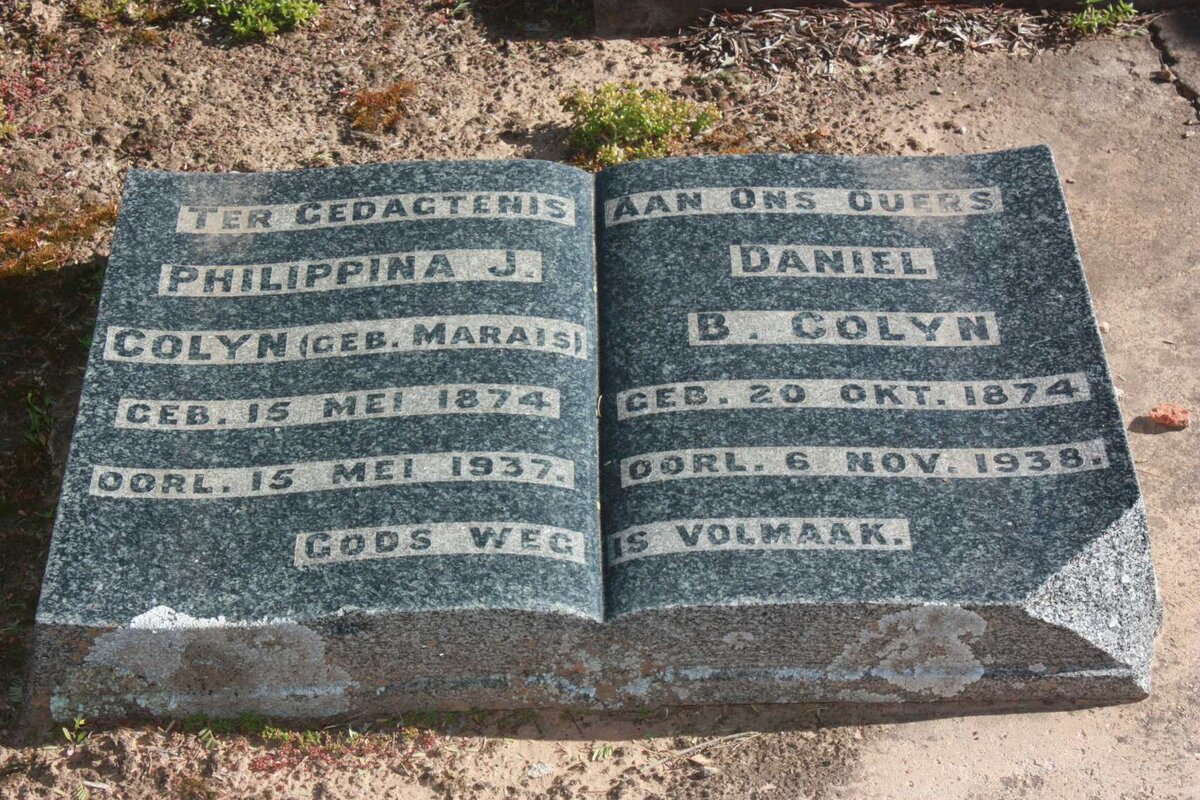 TER GEDAGTENIS AAN ONS OUERS
PHILIPPINA J.
COLYN (GEB. MARAIS)
GEB. 15 MEI 1874
OORL. 15 MEI 1937.
DANIEL
B. COLYN
GEB. 20 OKT. 1874
OORL. 6 NOV. 1938.
GODS WEG IS VOLMAAK.